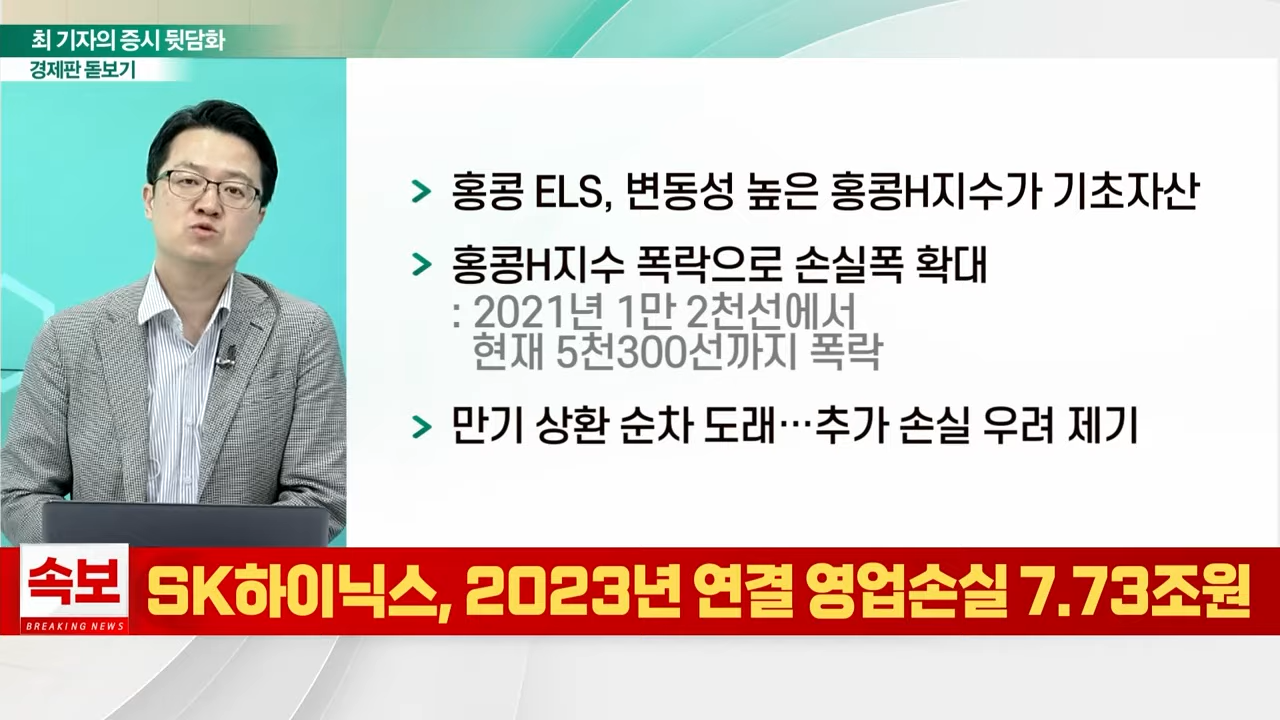 최 기자의 증시 뒷담화
경제판 돋보기
> 홍콩 ELS, 변동성 높은 홍콩H지수가 기초자산
> 홍콩H지수 폭락으로 손실폭 확대
: 2021년 1만 2천선에서
현재 5천300선까지 폭락
> 만기 상환 순차 도래…추가 손실 우려 제기
속보
BREAKING NEWS
SK하이닉스, 2023년 연결 영업손실 7.73조원